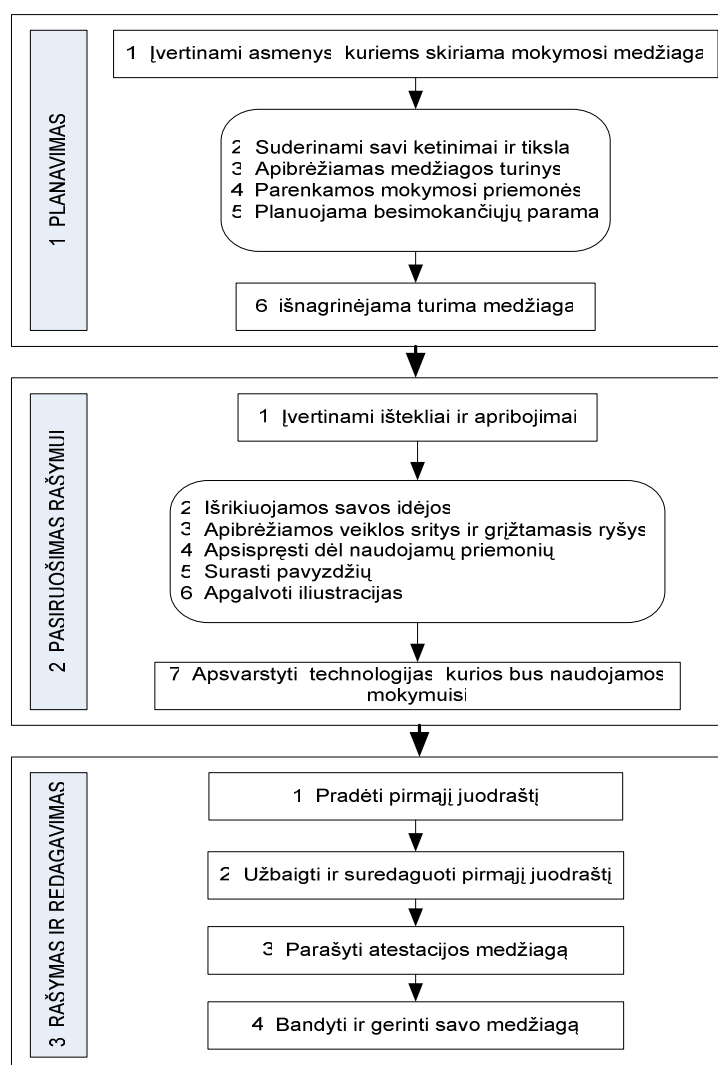 1 PLANAVIMAS
1 Įvertinami asmenys kuriems skiriama mokymosi medžiaga
2 Suderinami savi ketinimai ir tiksla
3 Apibrėžiamas medžiagos turinys
4 Parenkamos mokymosi priemonės
5 Planuojama besimokančiųjų parama
6 išnagrinėjama turima medžiaga
2 PASIRUOŠIMAS RAŠYMUI
1 Įvertinami ištekliai ir apribojimai
2 Išrikiuojamos savos idėjos
3 Apibrėžiamos veiklos sritys ir grįžtamasis ryšys
4 Apsispręsti dėl naudojamų priemonių
5 Surasti pavyzdžių
6 Apgalvoti iliustracijas
7 Apsvarstyti technologijas kurios bus naudojamos
mokymuisi
3 RAŠYMAS IR REDAGAVIMAS
1 Pradėti pirmąjį juodraštį
2 Užbaigti ir suredaguoti pirmąjį juodraštį
3 Parašyti atestacijos medžiagą
4 Bandyti ir gerinti savo medžiagą